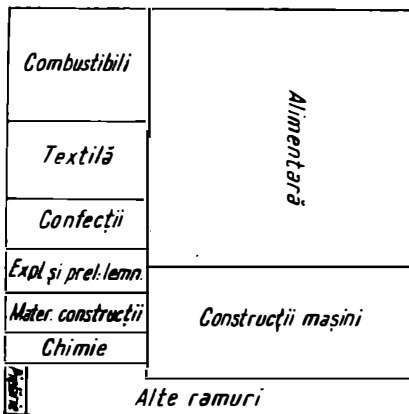 Combustibili
Alimentară
Textilă
Confecții
Expl. și prel. lemn.
Mater. construcții
Construcții mașini
Chimie
Alte ramuri